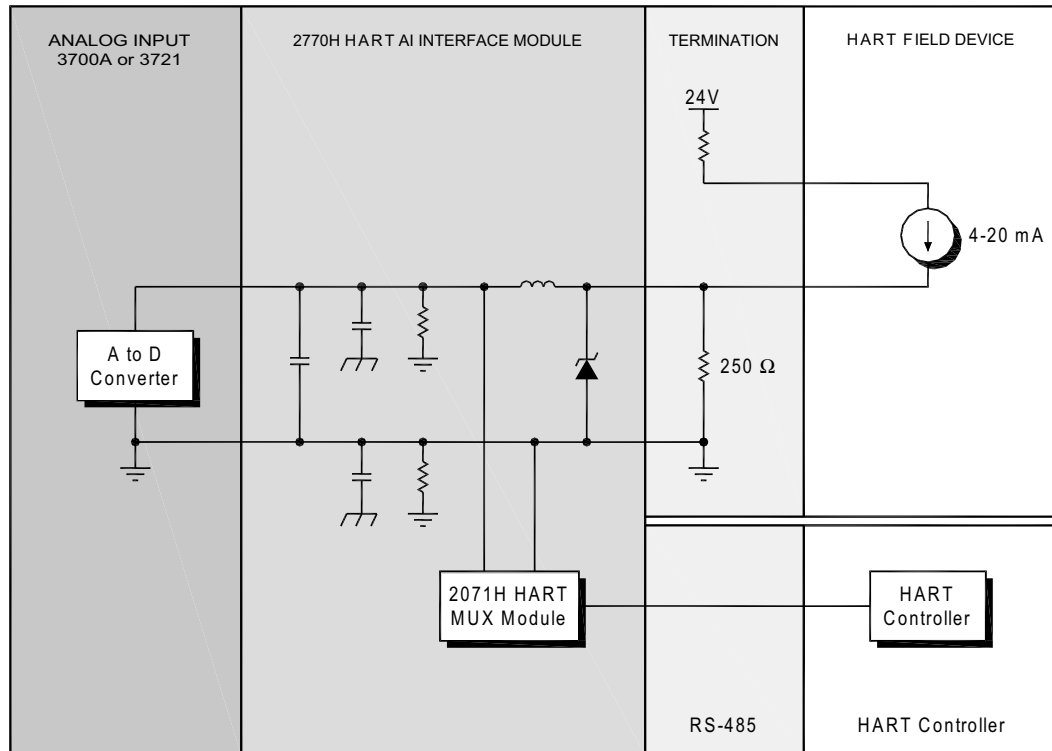 ANALOG INPUT
3700A or 3721
2770H HART AI INTERFACE MODULE
TERMINATION
HART FIELD DEVICE
24V
4-20 mA
A to D
Converter
250 Ω
2071H HART
MUX Module
HART
Controller
RS-485
HART Controller